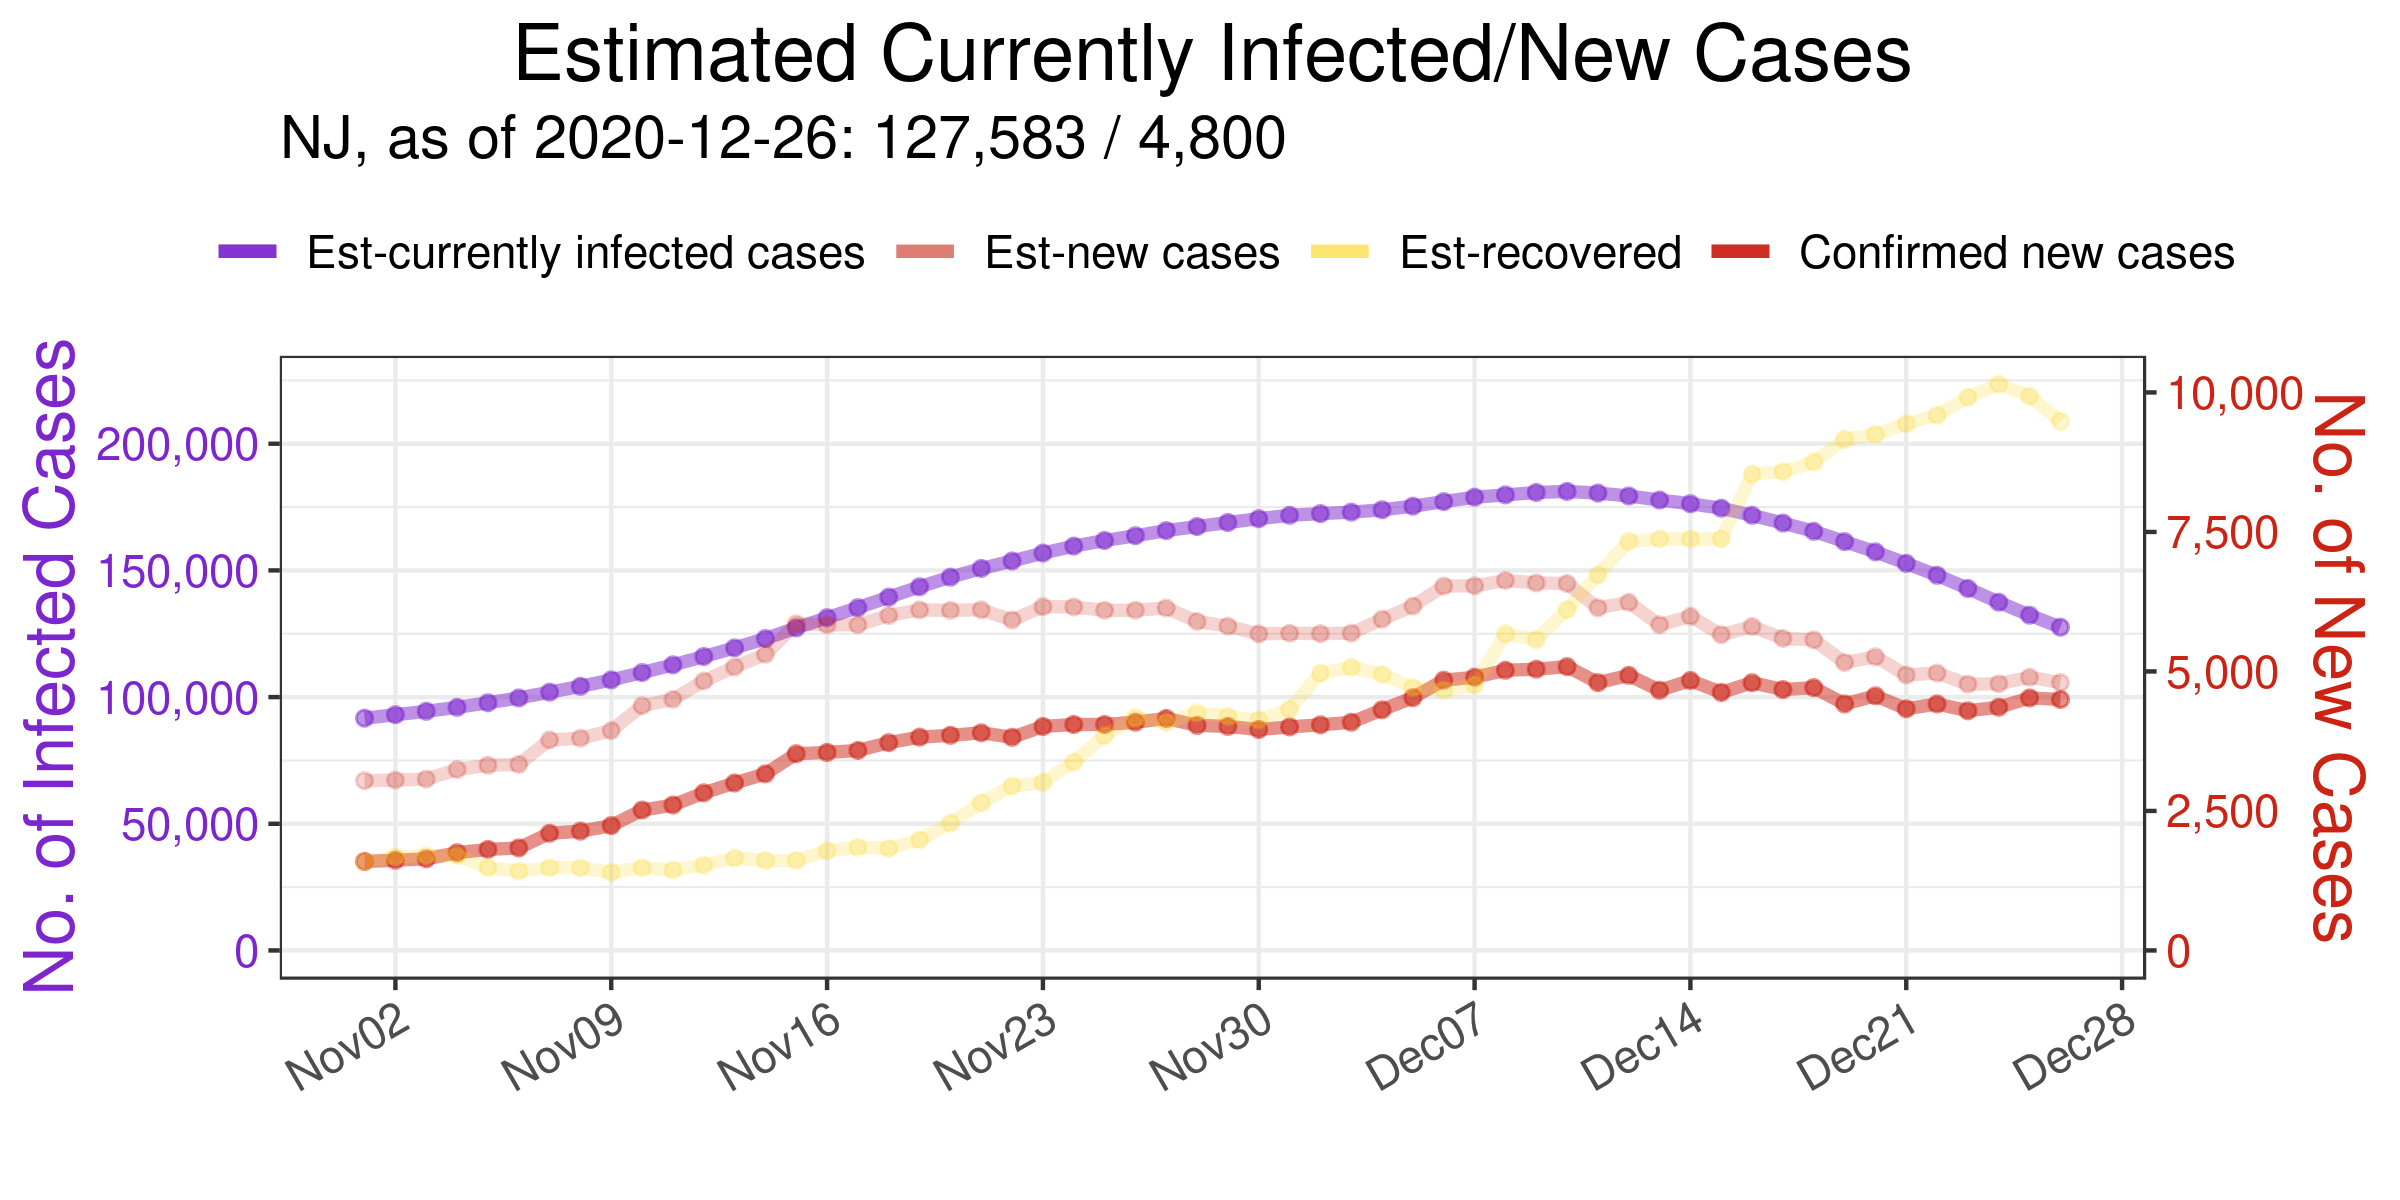 Estimated Currently Infected/New Cases
NJ, as of 2020-12-26: 127,583 / 4,800
Est-currently infected cases Est-new cases Est-recovered Confirmed new cases
No. of Infected Cases
200,000
150,000
100,000
50,000
0
10,000
7,500
5,000
2,500
0
No. of New Cases
Nov02 Nov09 Nov16 Nov23 Nov30 Dec07 Dec14 Dec21 Dec28